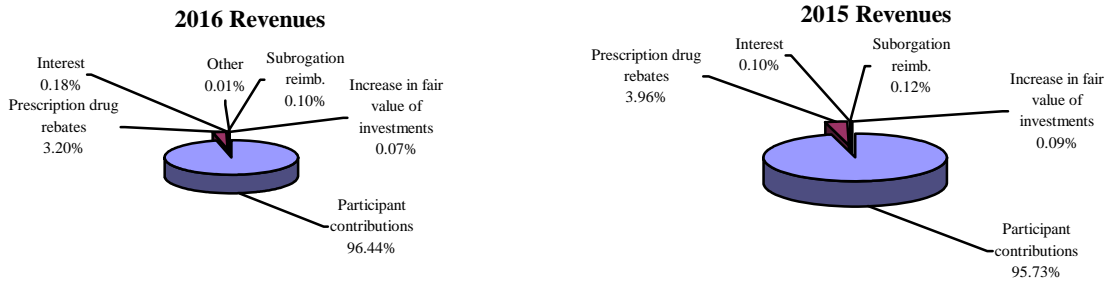 2016 Revenues
Interest
0.18%
Other
0.01%
Subrogation
reimb.
0.10%
Increase in fair
value of
investments
0.07%
Prescription drug
rebates
3.20%
Participant
contributions
96.44%
2015 Revenues
Prescription drug
rebates
3.96%
Interest
0.10%
Suborgation
reimb.
0.12%
Increase in fair
value of
investments
0.09%
Participant
contributions
95.73%